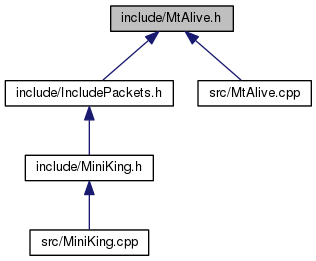 include/MtAlive.h
include/IncludePackets.h
src/MtAlive.cpp
include/MiniKing.h
src/MiniKing.cpp